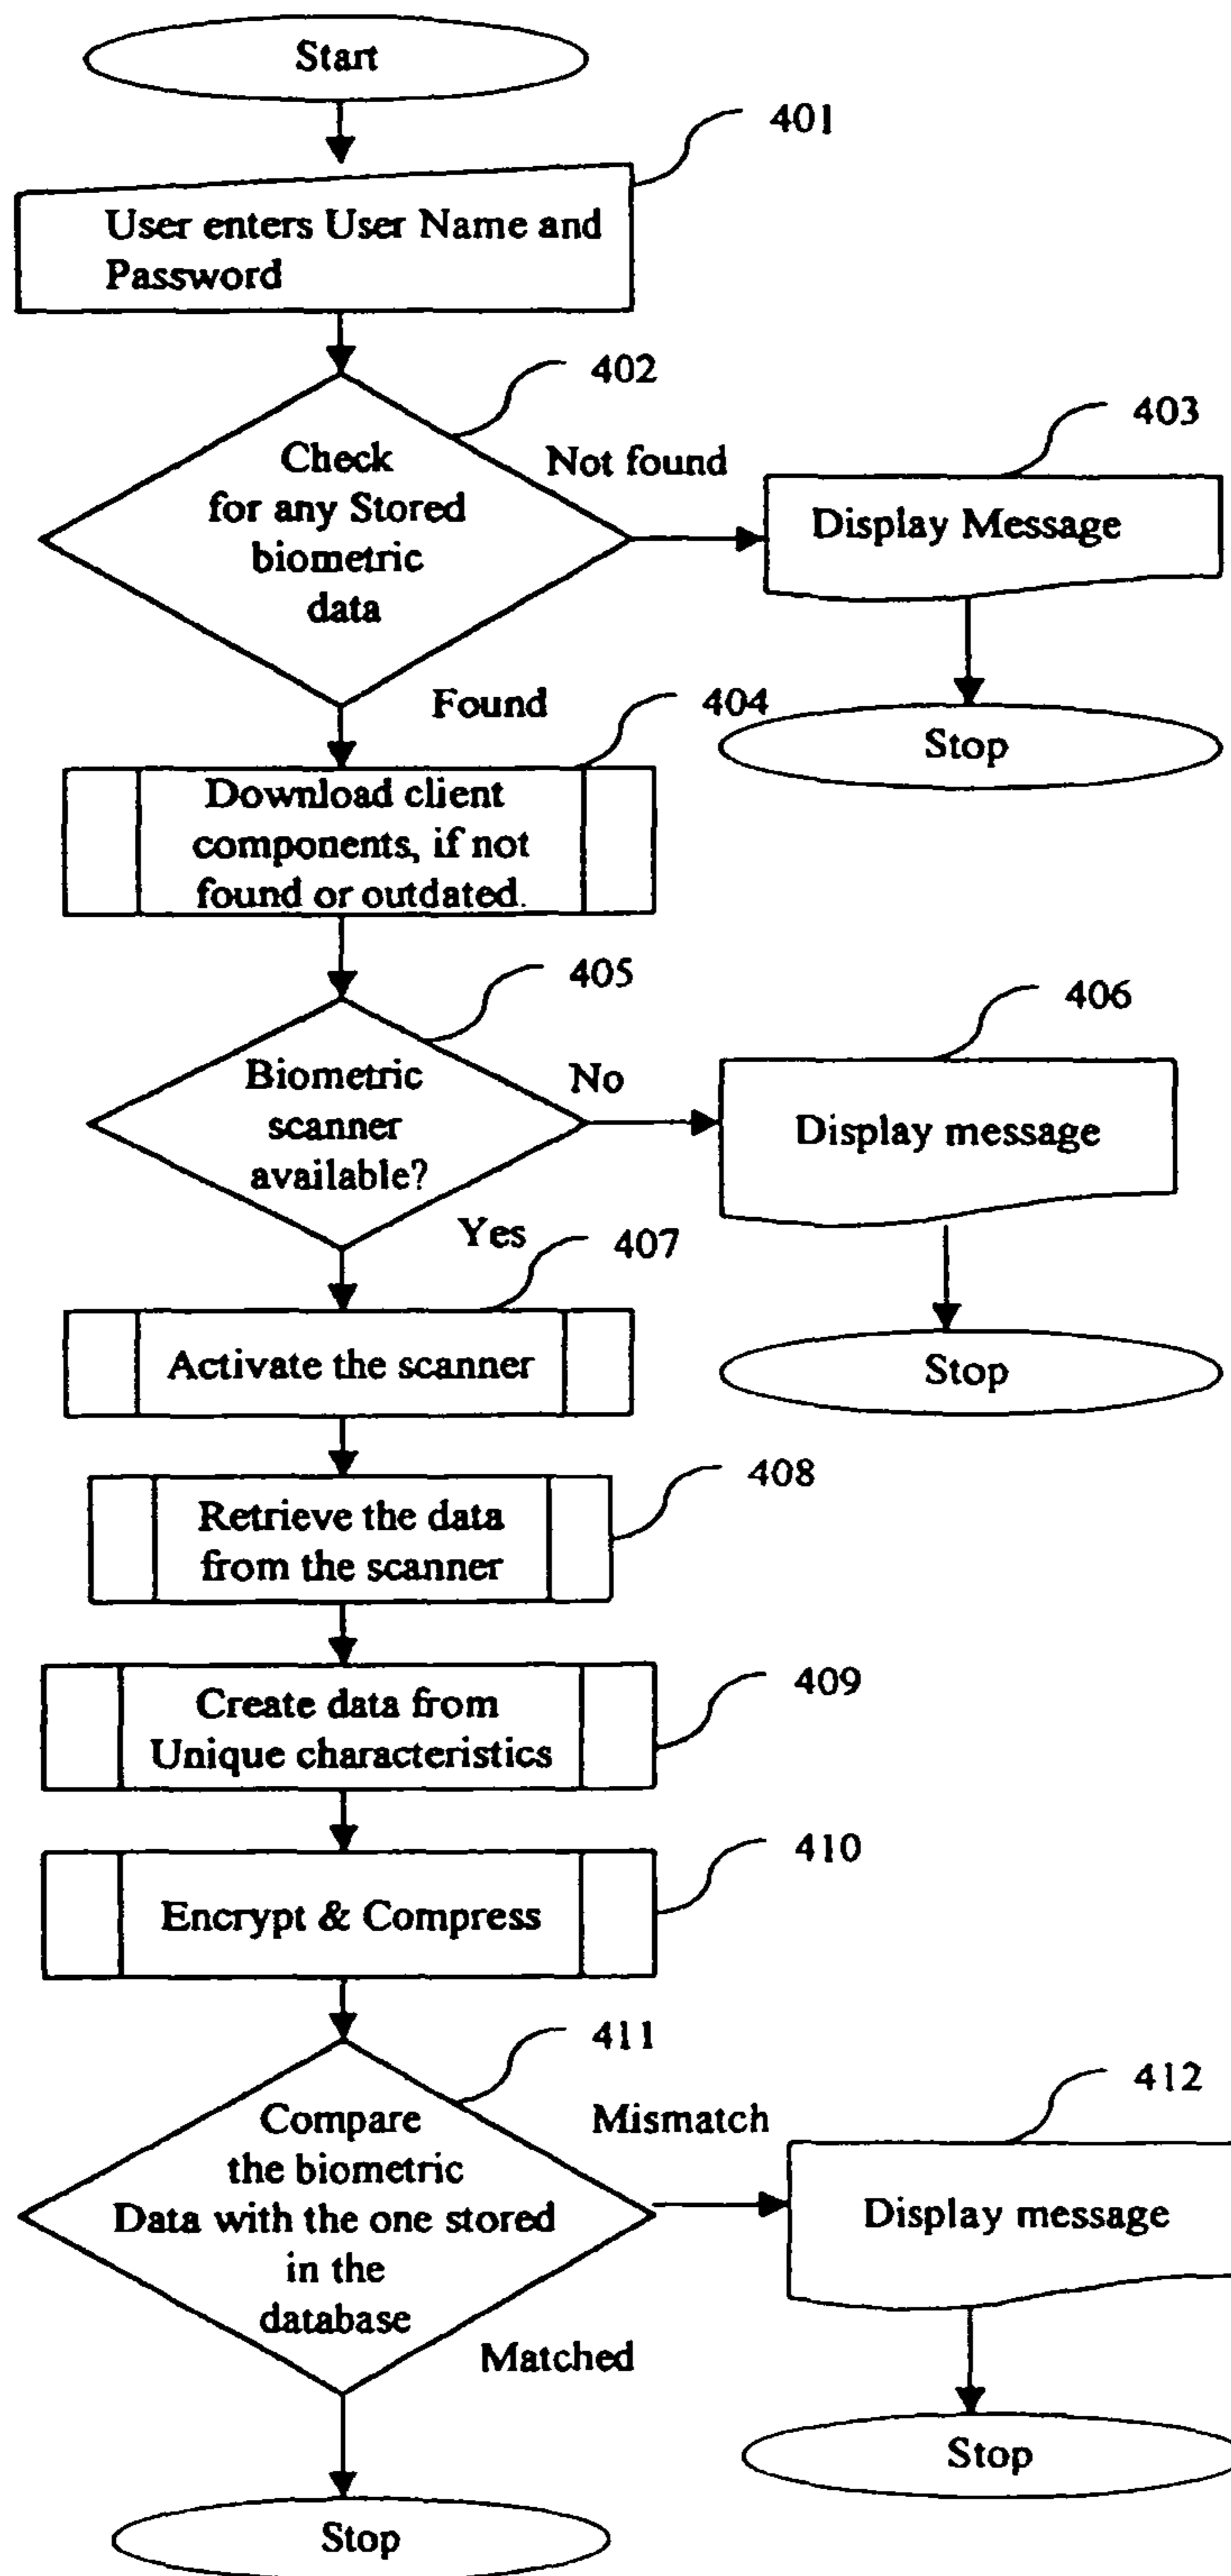 Start
401
User enters User Name and
Password
402
Check
for any Stored
biometric
data
Not found
403
Display Message
Stop
Found
404
Download client
components, if not
found or outdated.
405
Biometric
scanner
available?
No
406
Display message
Stop
Yes
407
Activate the scanner
408
Retrieve the data
from the scanner
409
Create data from
Unique characteristics
410
Encrypt & Compress
411
Compare
the biometric
Data with the one stored
in the
database
Mismatch
412
Display message
Stop
Matched
Stop